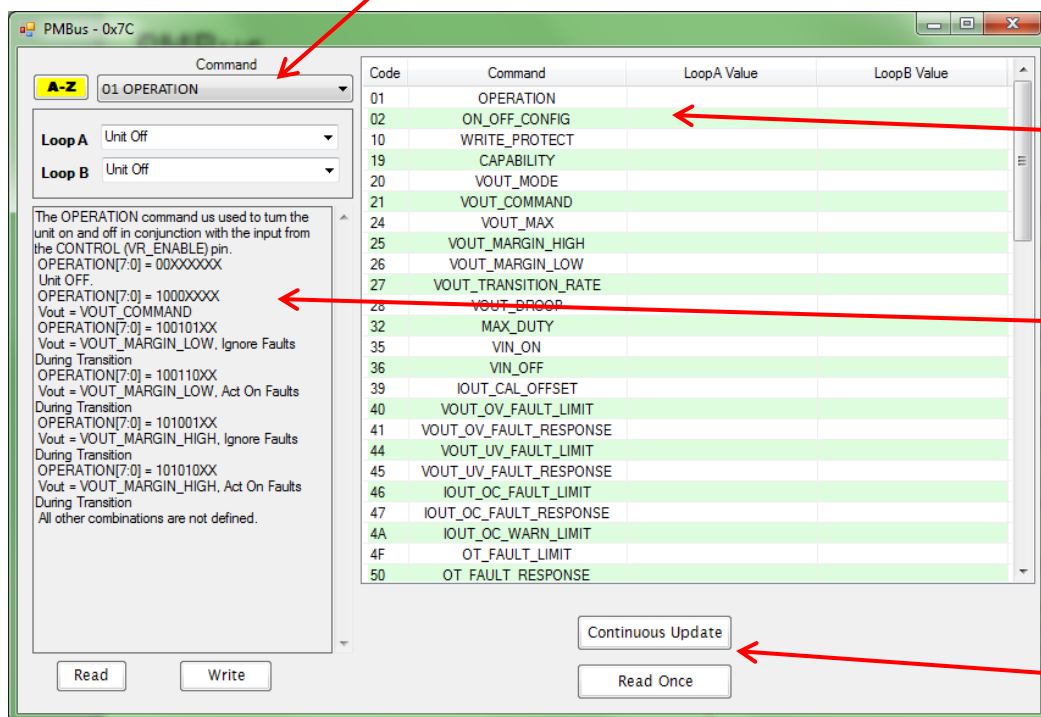 PMBus - 0x7C
Command
A-Z
01 OPERATION
Loop A Unit Off
Loop B Unit Off
The OPERATION command us used to turn the
unit on and off in conjunction with the input from
the CONTROL (VR_ENABLE) pin.
OPERATION[7:0] = 00XXXXXX
Unit OFF.
OPERATION[7:0] = 1000XXXX
Vout = VOUT_COMMAND
OPERATION[7:0] = 100101XX
Vout = VOUT_MARGIN_LOW, Ignore Faults
During Transition
OPERATION[7:0] = 100110XX
Vout = VOUT_MARGIN_LOW, Act On Faults
During Transition
OPERATION[7:0] = 101001XX
Vout = VOUT_MARGIN_HIGH, Ignore Faults
During Transition
OPERATION[7:0] = 101010XX
Vout = VOUT_MARGIN_HIGH, Act On Faults
During Transition
All other combinations are not defined.
Read Write
Code Command LoopA Value LoopB Value
01 OPERATION
02 ON_OFF_CONFIG
10 WRITE_PROTECT
19 CAPABILITY
20 VOUT_MODE
21 VOUT_COMMAND
24 VOUT_MAX
25 VOUT_MARGIN_HIGH
26 VOUT_MARGIN_LOW
27 VOUT_TRANSITION_RATE
28 VOUT_DROOP
32 MAX_DUTY
35 VIN_ON
36 VIN_OFF
39 IOUT_CAL_OFFSET
40 VOUT_OV_FAULT_LIMIT
41 VOUT_OV_FAULT_RESPONSE
44 VOUT_UV_FAULT_LIMIT
45 VOUT_UV_FAULT_RESPONSE
46 IOUT_OC_FAULT_LIMIT
47 IOUT_OC_FAULT_RESPONSE
4A IOUT_OC_WARN_LIMIT
4F OT_FAULT_LIMIT
50 OT_FAULT_RESPONSE
Continuous Update
Read Once